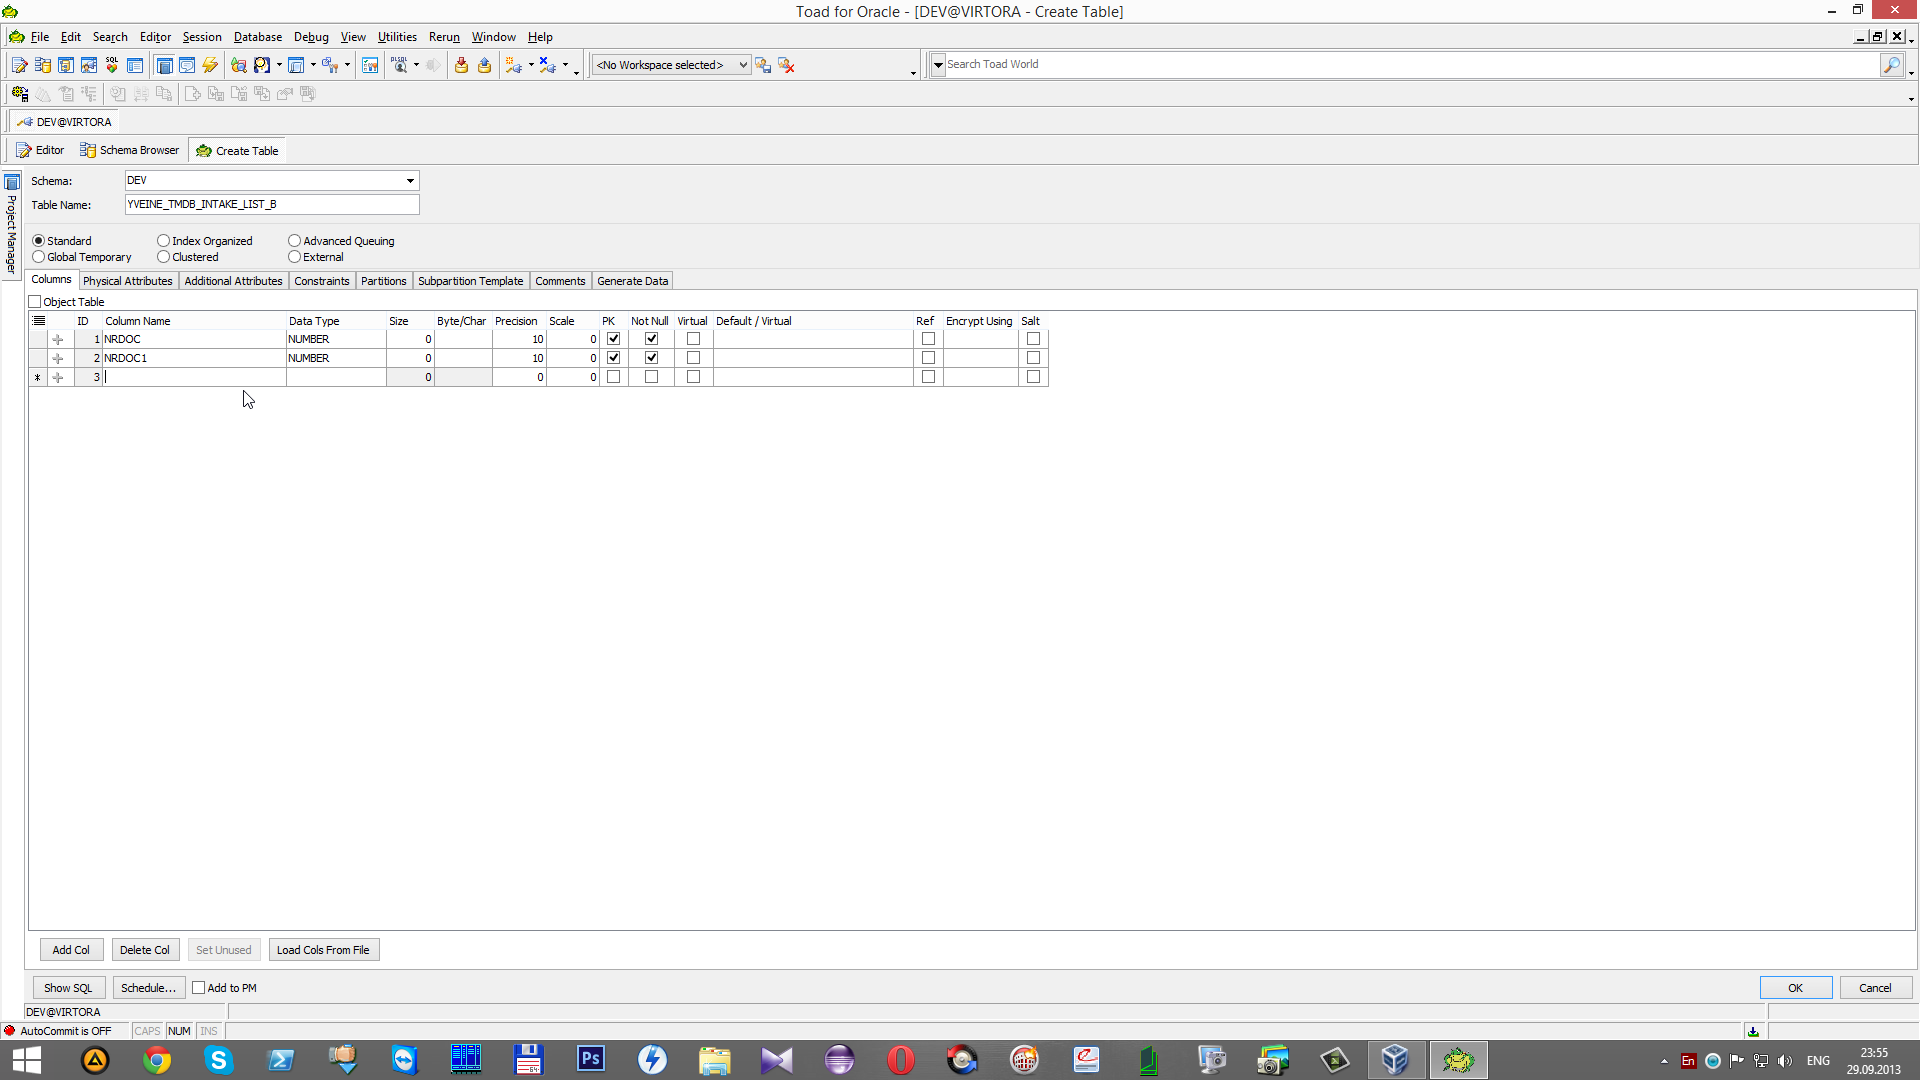 Toad for Oracle - [DEV@VIRTORA - Create Table]
File Edit Search Editor Session Database Debug View Utilities Rerun Window Help
<No Workspace selected> Search Toad World
DEV@VIRTORA
Editor Schema Browser Create Table
Project Manager
Schema: DEV
Table Name: YVEINE_TMDB_INTAKE_LIST_B
Standard Index Organized Advanced Queuing
Global Temporary Clustered External
Columns Physical Attributes Additional Attributes Constraints Partitions Subpartition Template Comments Generate Data
Object Table
ID Column Name Data Type Size Byte/Char Precision Scale PK Not Null Virtual Default / Virtual Ref Encrypt Using Salt
1 NRDOC NUMBER 0 10 0
2 NRDOC1 NUMBER 0 10 0
* 3 0 0 0
Add Col Delete Col Set Unused Load Cols From File
Show SQL Schedule... Add to PM OK Cancel
DEV@VIRTORA
AutoCommit is OFF CAPS NUM INS
Ps 64 En ENG 23:55
29.09.2013